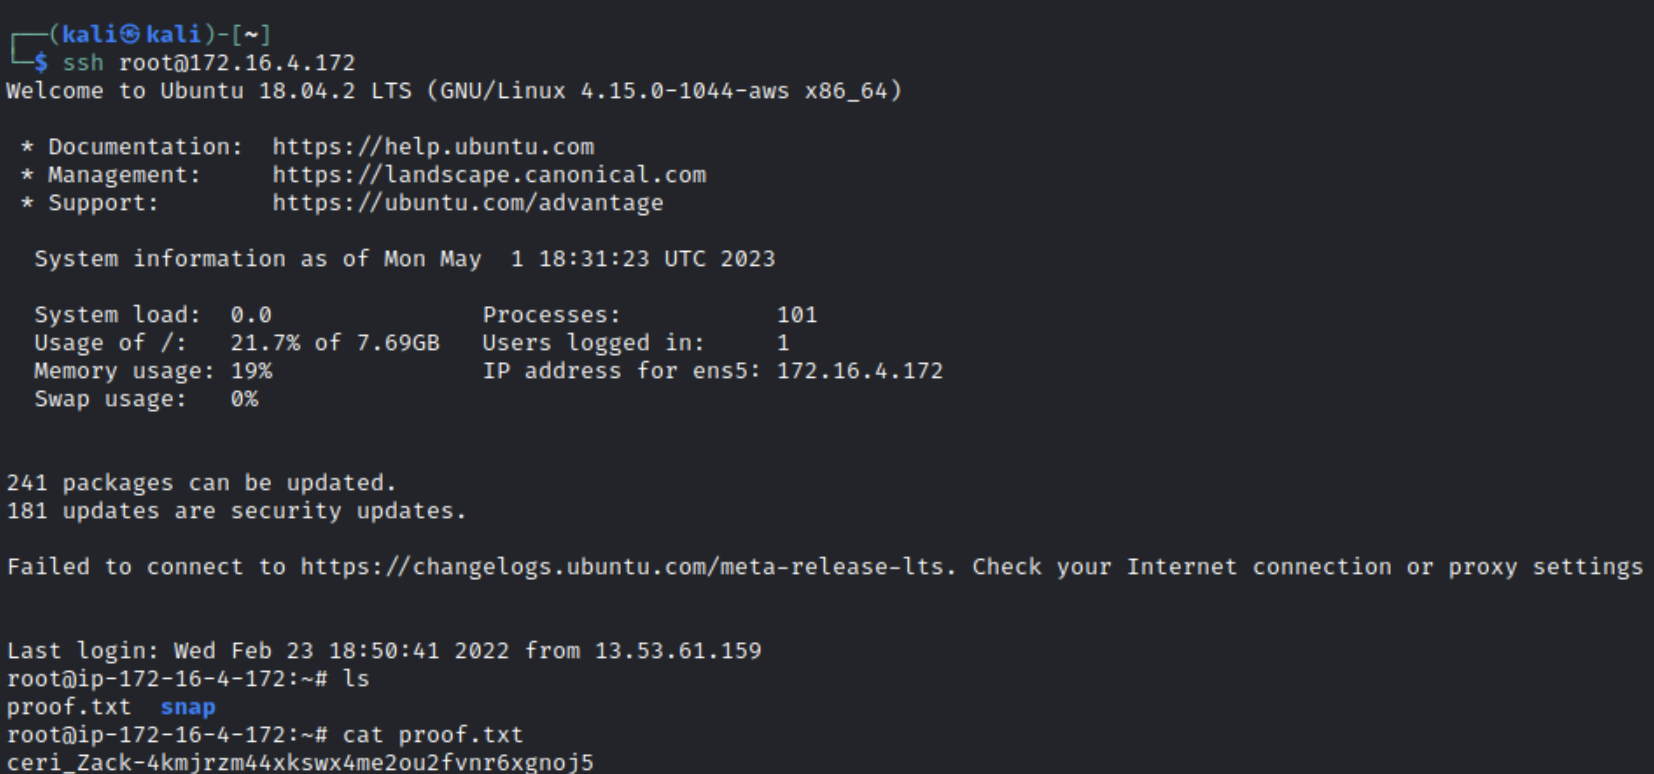 ┌──(kali㉿kali)-[~]
└─$ ssh root@172.16.4.172
Welcome to Ubuntu 18.04.2 LTS (GNU/Linux 4.15.0-1044-aws x86_64)
* Documentation:  https://help.ubuntu.com
* Management:     https://landscape.canonical.com
* Support:        https://ubuntu.com/advantage
System information as of Mon May  1 18:31:23 UTC 2023
System load:  0.0               Processes:           101
Usage of /:   21.7% of 7.69GB   Users logged in:     1
Memory usage: 19%               IP address for ens5: 172.16.4.172
Swap usage:   0%
241 packages can be updated.
181 updates are security updates.
Failed to connect to https://changelogs.ubuntu.com/meta-release-lts. Check your Internet connection or proxy settings
Last login: Wed Feb 23 18:50:41 2022 from 13.53.61.159
root@ip-172-16-4-172:~# ls
proof.txt  snap
root@ip-172-16-4-172:~# cat proof.txt
ceri_Zack-4kmjrzm44xkswx4me2ou2fvnr6xgnoj5